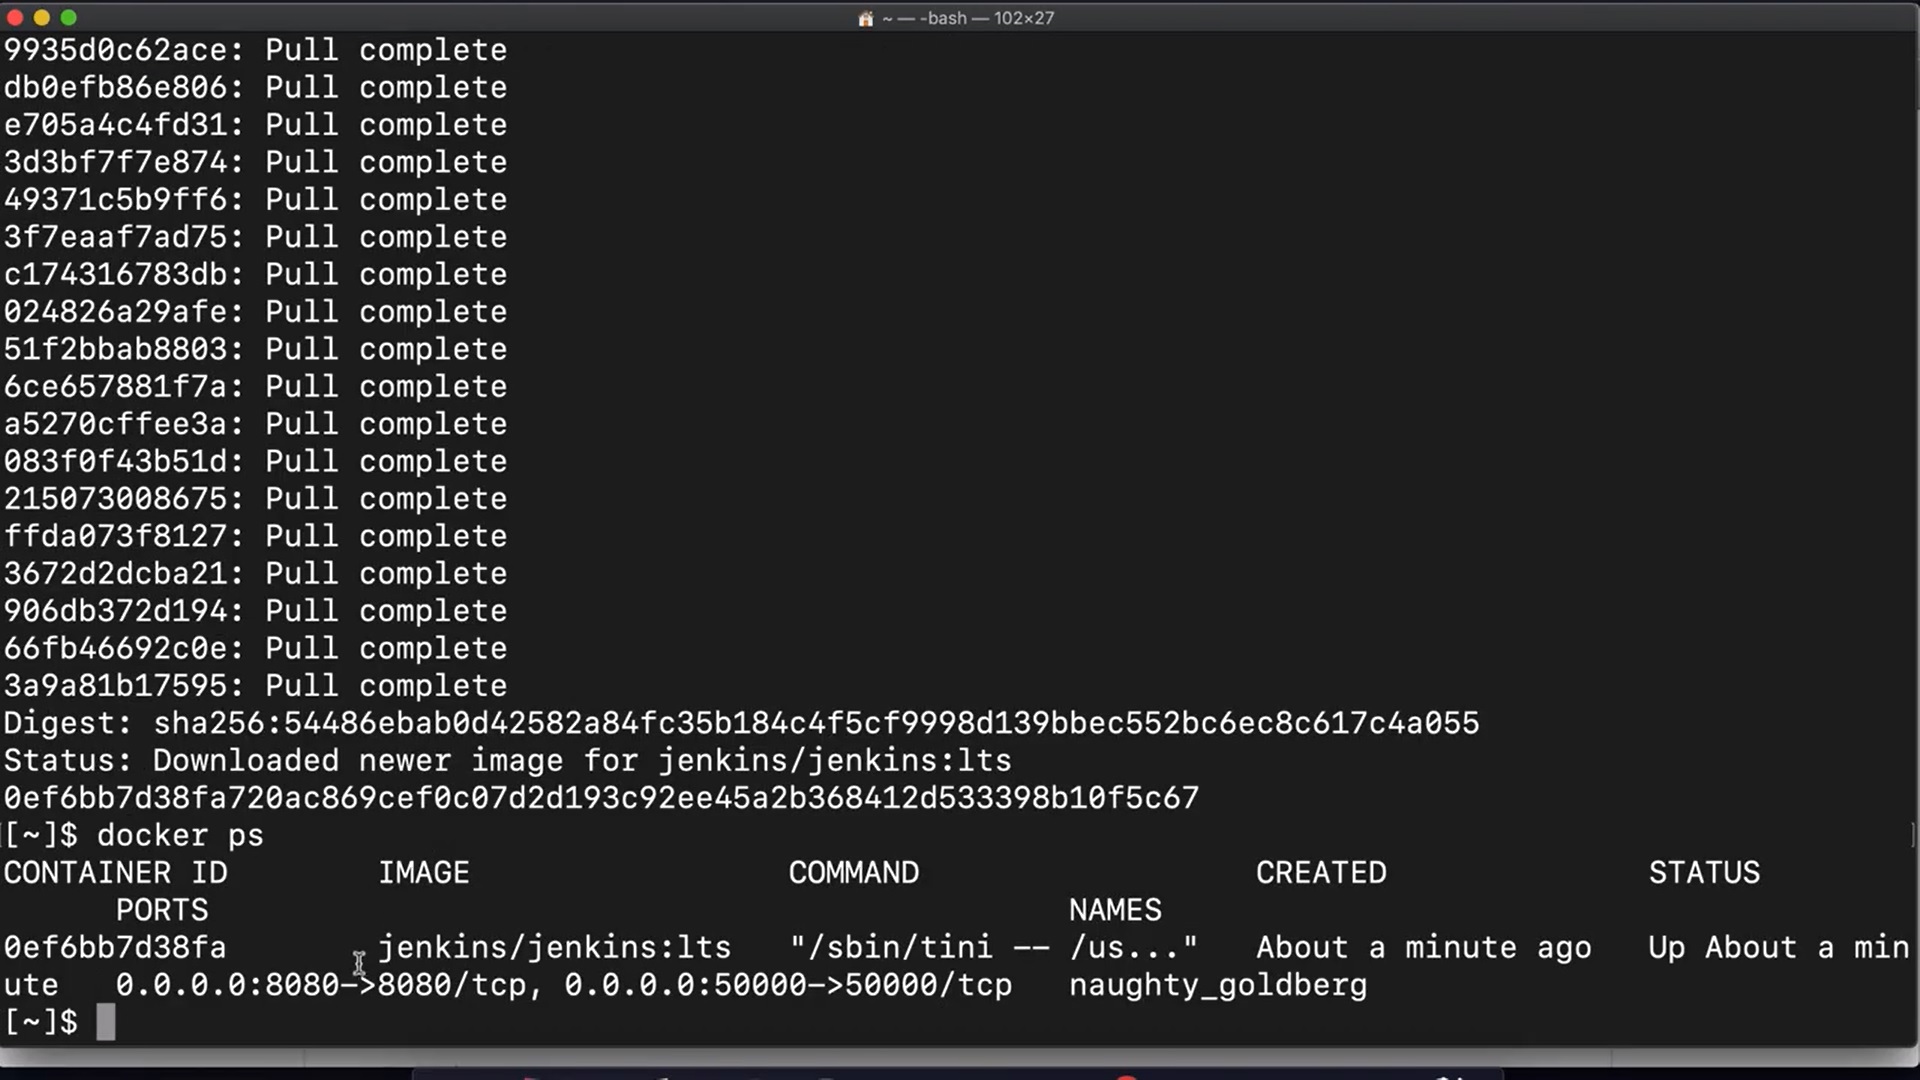 ~ — -bash — 102×27
9935d0c62ace: Pull complete
db0efb86e806: Pull complete
e705a4c4fd31: Pull complete
3d3bf7f7e874: Pull complete
49371c5b9ff6: Pull complete
3f7eaaf7ad75: Pull complete
c174316783db: Pull complete
024826a29afe: Pull complete
51f2bbab8803: Pull complete
6ce657881f7a: Pull complete
a5270cffee3a: Pull complete
083f0f43b51d: Pull complete
215073008675: Pull complete
ffda073f8127: Pull complete
3672d2dcba21: Pull complete
906db372d194: Pull complete
66fb46692c0e: Pull complete
3a9a81b17595: Pull complete
Digest: sha256:54486ebab0d42582a84fc35b184c4f5cf9998d139bbec552bc6ec8c617c4a055
Status: Downloaded newer image for jenkins/jenkins:lts
0ef6bb7d38fa720ac869cef0c07d2d193c92ee45a2b368412d533398b10f5c67
[~]$ docker ps
CONTAINER ID        IMAGE                 COMMAND                  CREATED              STATUS
      PORTS                                              NAMES
0ef6bb7d38fa        jenkins/jenkins:lts   "/sbin/tini -- /us..."   About a minute ago   Up About a min
ute   0.0.0.0:8080->8080/tcp, 0.0.0.0:50000->50000/tcp   naughty_goldberg
[~]$